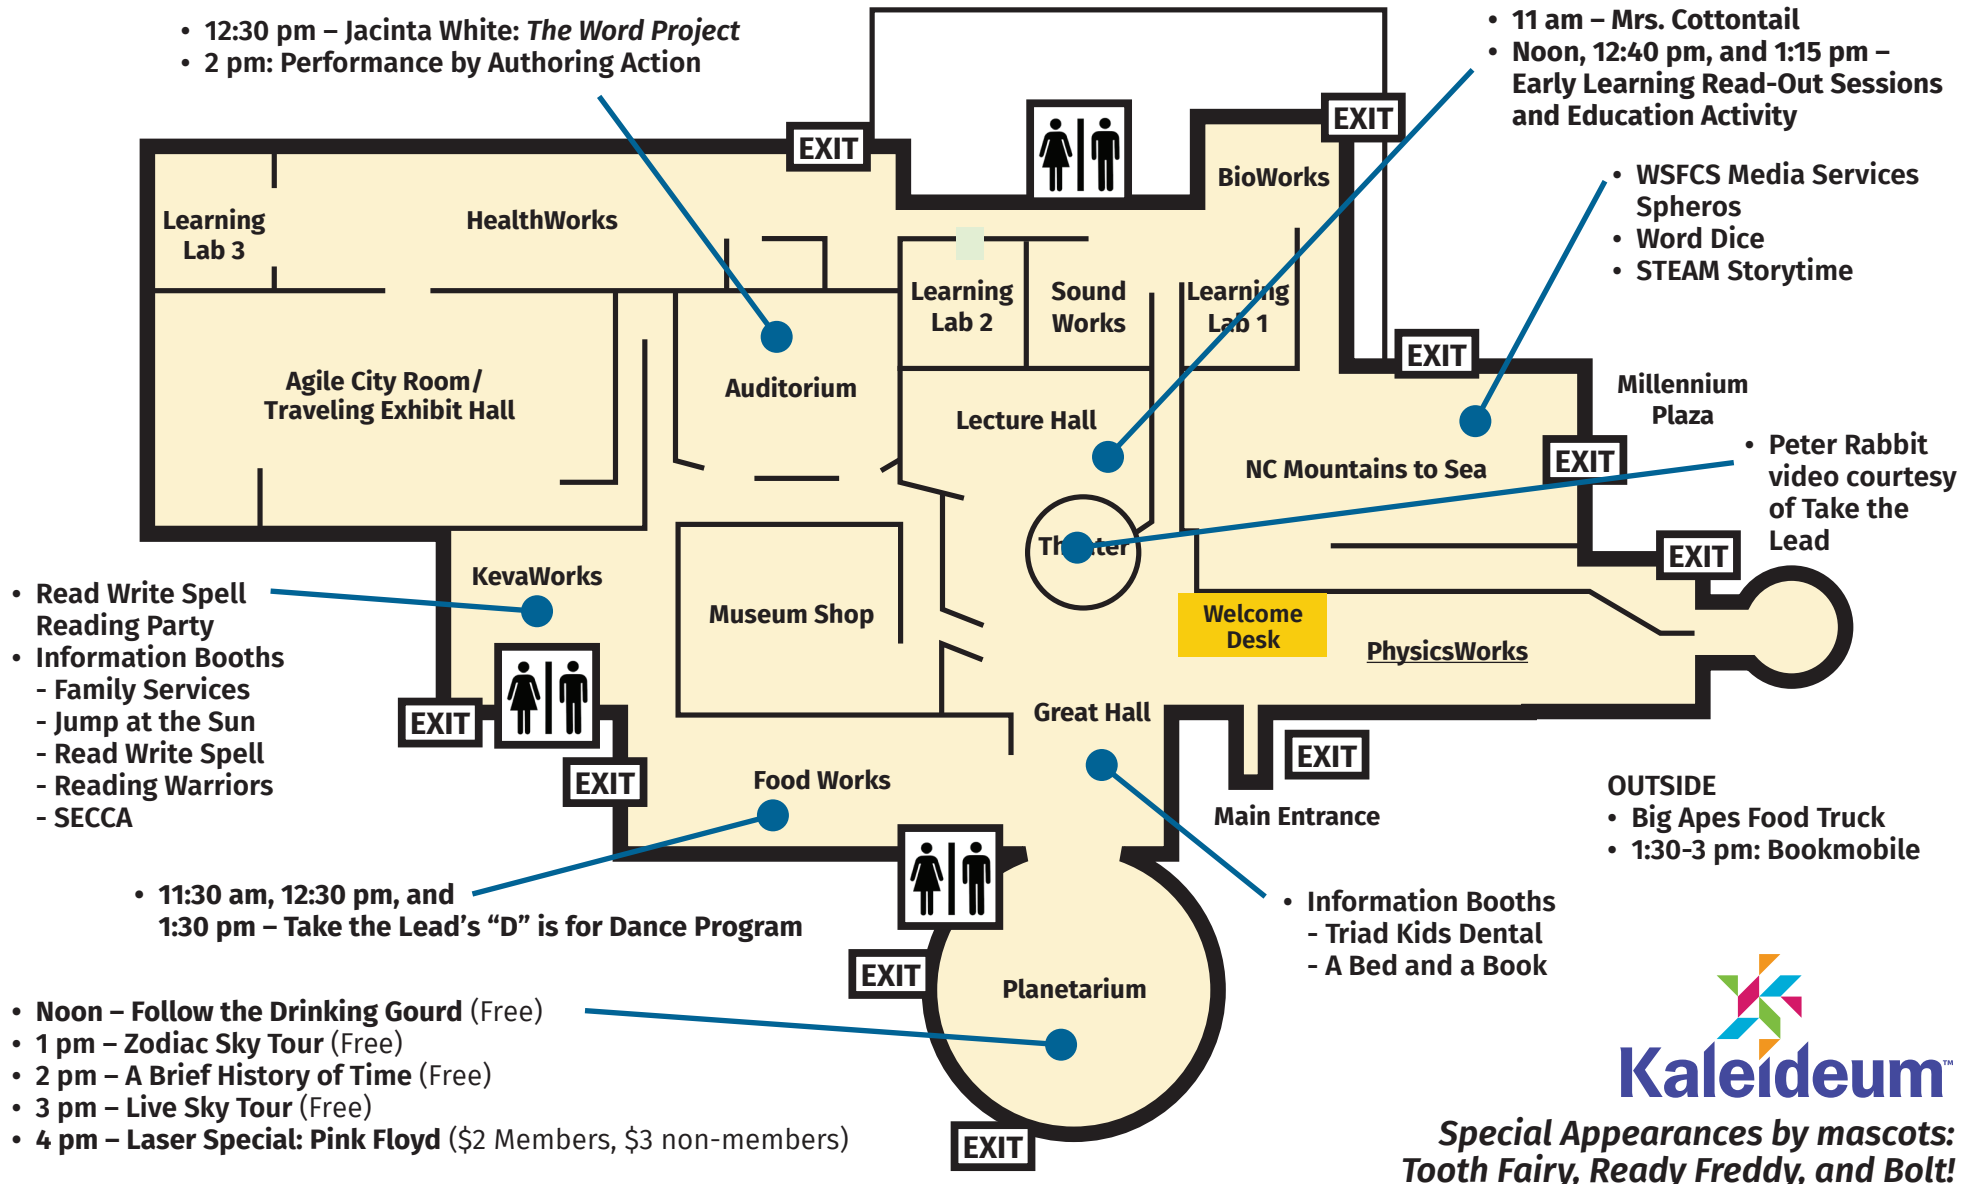 • 12:30 pm – Jacinta White: The Word Project
• 2 pm: Performance by Authoring Action
• 11 am – Mrs. Cottontail
• Noon, 12:40 pm, and 1:15 pm –
Early Learning Read-Out Sessions
and Education Activity
• WSFCS Media Services
Spheros
• Word Dice
• STEAM Storytime
EXIT
EXIT
BioWorks
Learning
Lab 3
HealthWorks
Learning
Lab 2
Sound
Works
Learning
Lab 1
EXIT
Agile City Room/
Traveling Exhibit Hall
Auditorium
Lecture Hall
Millennium
Plaza
NC Mountains to Sea
EXIT
• Peter Rabbit
video courtesy
of Take the
Lead
Theater
EXIT
KevaWorks
Museum Shop
Welcome
Desk
PhysicsWorks
• Read Write Spell
Reading Party
• Information Booths
- Family Services
- Jump at the Sun
- Read Write Spell
- Reading Warriors
- SECCA
EXIT
EXIT
Great Hall
EXIT
Food Works
Main Entrance
OUTSIDE
• Big Apes Food Truck
• 1:30-3 pm: Bookmobile
• 11:30 am, 12:30 pm, and
1:30 pm – Take the Lead’s “D” is for Dance Program
• Information Booths
- Triad Kids Dental
- A Bed and a Book
EXIT
Planetarium
• Noon – Follow the Drinking Gourd (Free)
• 1 pm – Zodiac Sky Tour (Free)
• 2 pm – A Brief History of Time (Free)
• 3 pm – Live Sky Tour (Free)
• 4 pm – Laser Special: Pink Floyd ($2 Members, $3 non-members)
EXIT
Kaleideum™
Special Appearances by mascots:
Tooth Fairy, Ready Freddy, and Bolt!